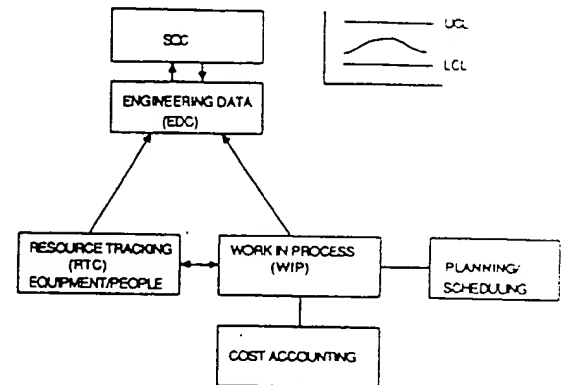 SQC
UCL
LCL
ENGINEERING DATA
(EDC)
RESOURCE TRACKING
(RTC)
EQUIPMENT/PEOPLE
WORK IN PROCESS
(WIP)
PLANNING/
SCHEDULING
COST ACCOUNTING